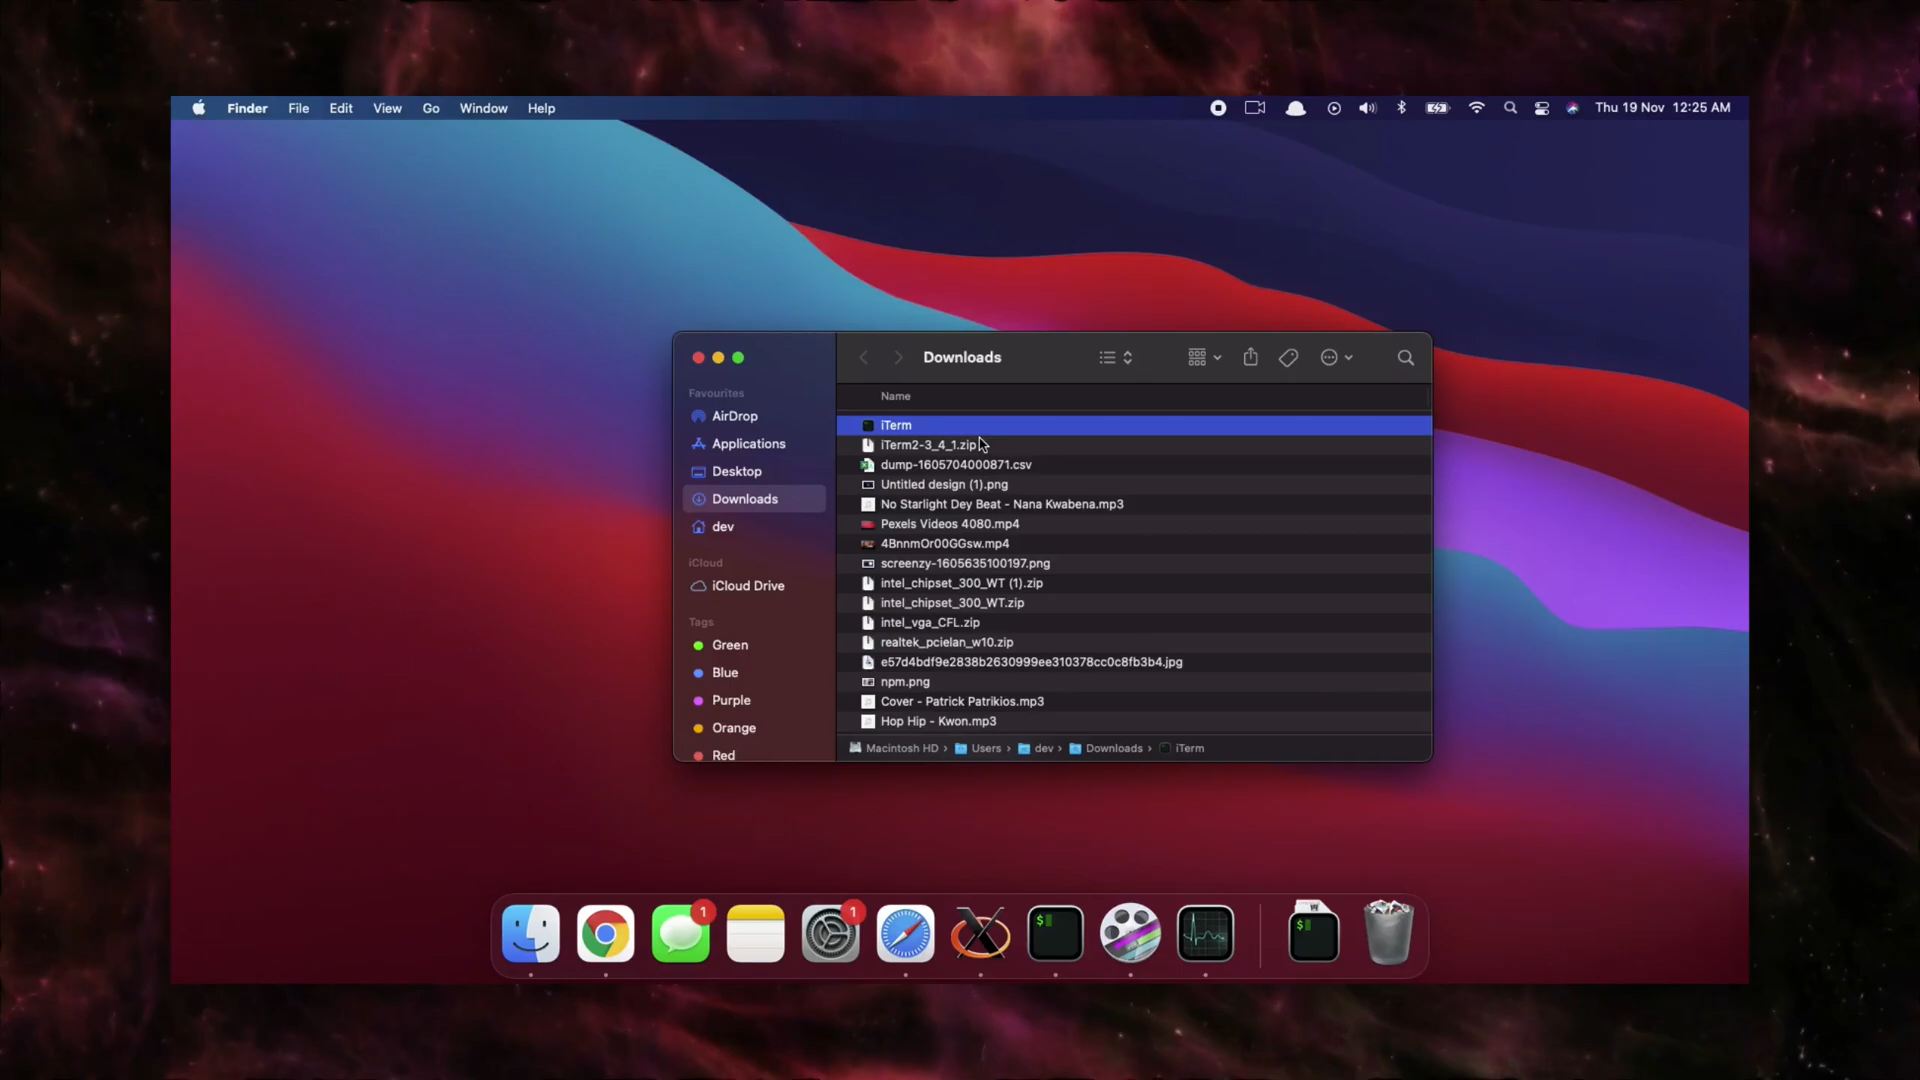 Finder File Edit View Go Window Help Thu 19 Nov 12:25 AM
Downloads
Favourites
AirDrop
Applications
Desktop
Downloads
dev
iCloud
iCloud Drive
Tags
Green
Blue
Purple
Orange
Red
Name
iTerm
iTerm2-3_4_1.zip
dump-1605704000871.csv
Untitled design (1).png
No Starlight Dey Beat - Nana Kwabena.mp3
Pexels Videos 4080.mp4
4BnnmOr00GGsw.mp4
screenzy-1605635100197.png
intel_chipset_300_WT (1).zip
intel_chipset_300_WT.zip
intel_vga_CFL.zip
realtek_pcielan_w10.zip
e57d4bdf9e2838b2630999ee310378cc0c8fb3b4.jpg
npm.png
Cover - Patrick Patrikios.mp3
Hop Hip - Kwon.mp3
Macintosh HD › Users › dev › Downloads › iTerm
1
1
$
$